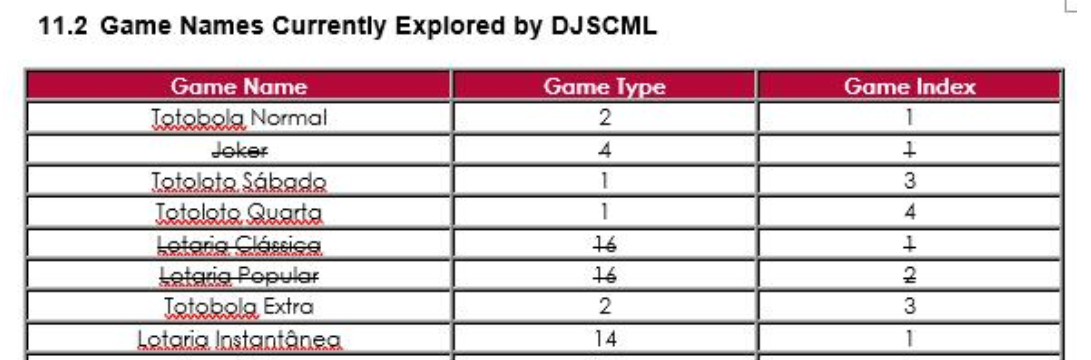 11.2 Game Names Currently Explored by DJSCML
Game Name Game Type Game Index
Totobola Normal 2 1
Joker 4 1
Totoloto Sábado 1 3
Totoloto Quarta 1 4
Lotaria Clássica 16 1
Lotaria Popular 16 2
Totobola Extra 2 3
Lotaria Instantânea 14 1